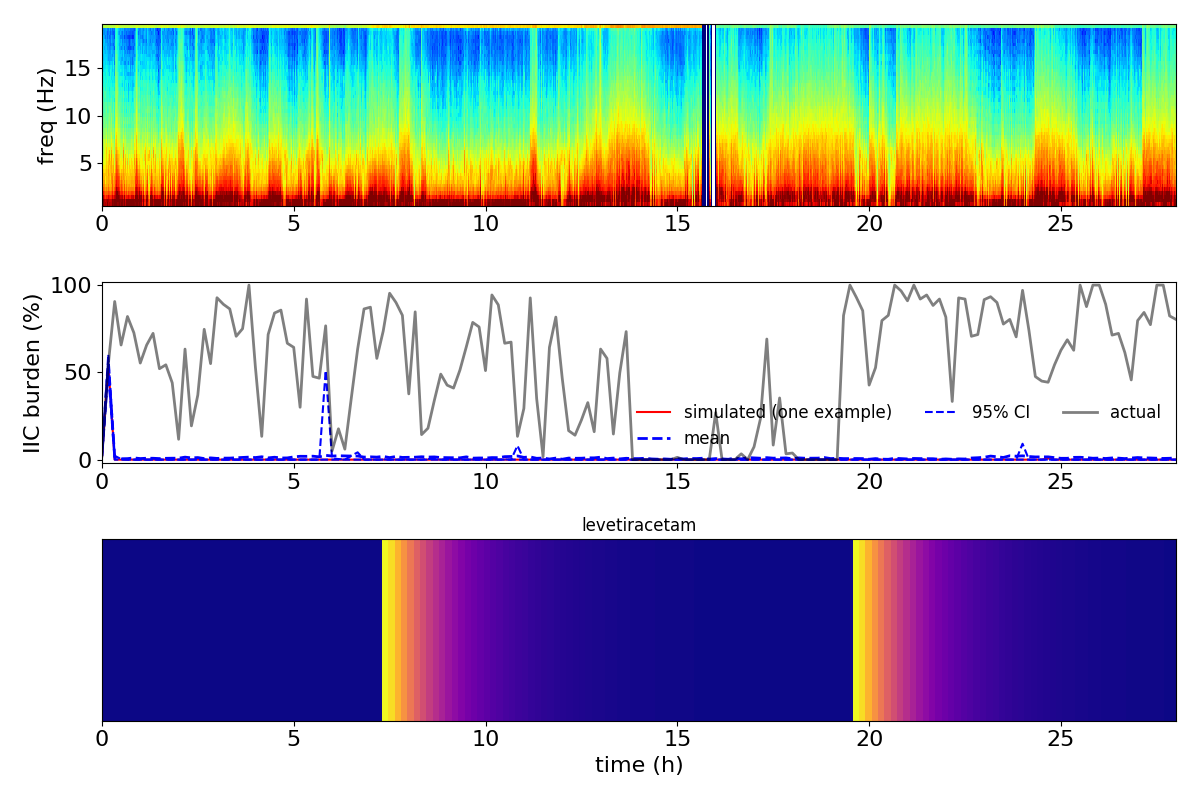 freq (Hz)
15
10
5
0 5 10 15 20 25
IIC burden (%)
100
50
0
simulated (one example)
mean
95% CI
actual
0 5 10 15 20 25
levetiracetam
0 5 10 15 20 25
time (h)